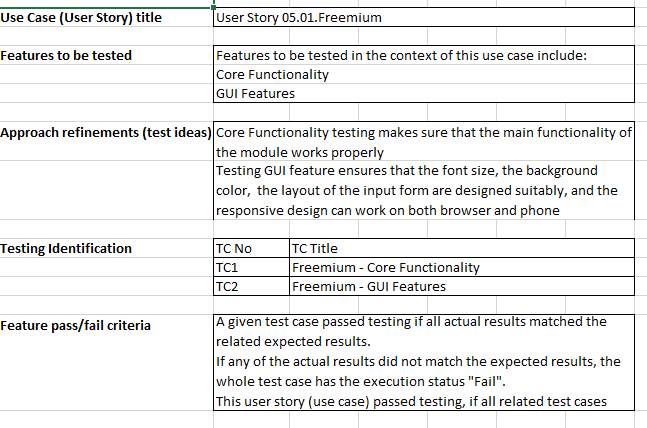 Use Case (User Story) title
User Story 05.01.Freemium
Features to be tested
Features to be tested in the context of this use case include:
Core Functionality
GUI Features
Approach refinements (test ideas)
Core Functionality testing makes sure that the main functionality of
the module works properly
Testing GUI feature ensures that the font size, the background
color,  the layout of the input form are designed suitably, and the
responsive design can work on both browser and phone
Testing Identification
TC No
TC Title
TC1
Freemium - Core Functionality
TC2
Freemium - GUI Features
Feature pass/fail criteria
A given test case passed testing if all actual results matched the
related expected results.
If any of the actual results did not match the expected results, the
whole test case has the execution status "Fail".
This user story (use case) passed testing, if all related test cases